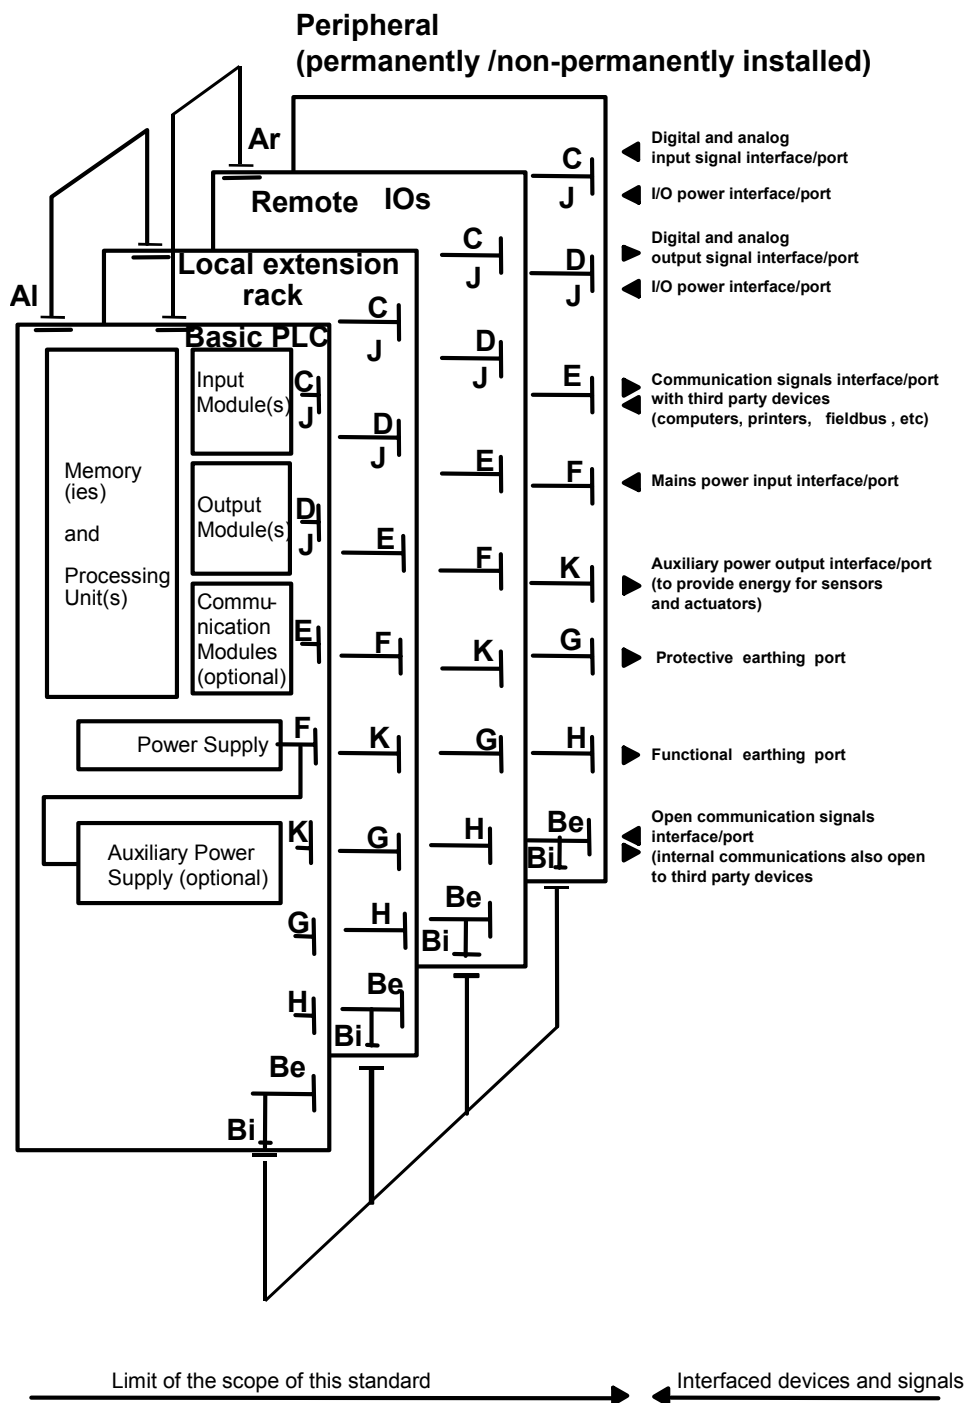 Peripheral
(permanently /non-permanently installed)
Ar
Digital and analog
input signal interface/port
C
J
I/O power interface/port
Remote IOs
Digital and analog
output signal interface/port
C
J
D
J
I/O power interface/port
Local extension
rack
Al
C
J
Basic PLC
D
J
E
Communication signals interface/port
with third party devices
(computers, printers, fieldbus , etc)
Input
Module(s)
C
J
D
J
E
F
Mains power input interface/port
Memory
(ies)
and
Processing
Unit(s)
Output
Module(s)
D
J
E
F
K
Auxiliary power output interface/port
(to provide energy for sensors
and actuators)
Commu-
nication
Modules
(optional)
E
F
K
G
Protective earthing port
Power Supply
F
K
G
H
Functional earthing port
Auxiliary Power
Supply (optional)
K
G
H
Be
Bi
Open communication signals
interface/port
(internal communications also open
to third party devices
G
H
Be
Bi
H
Be
Bi
Be
Bi
Limit of the scope of this standard
Interfaced devices and signals